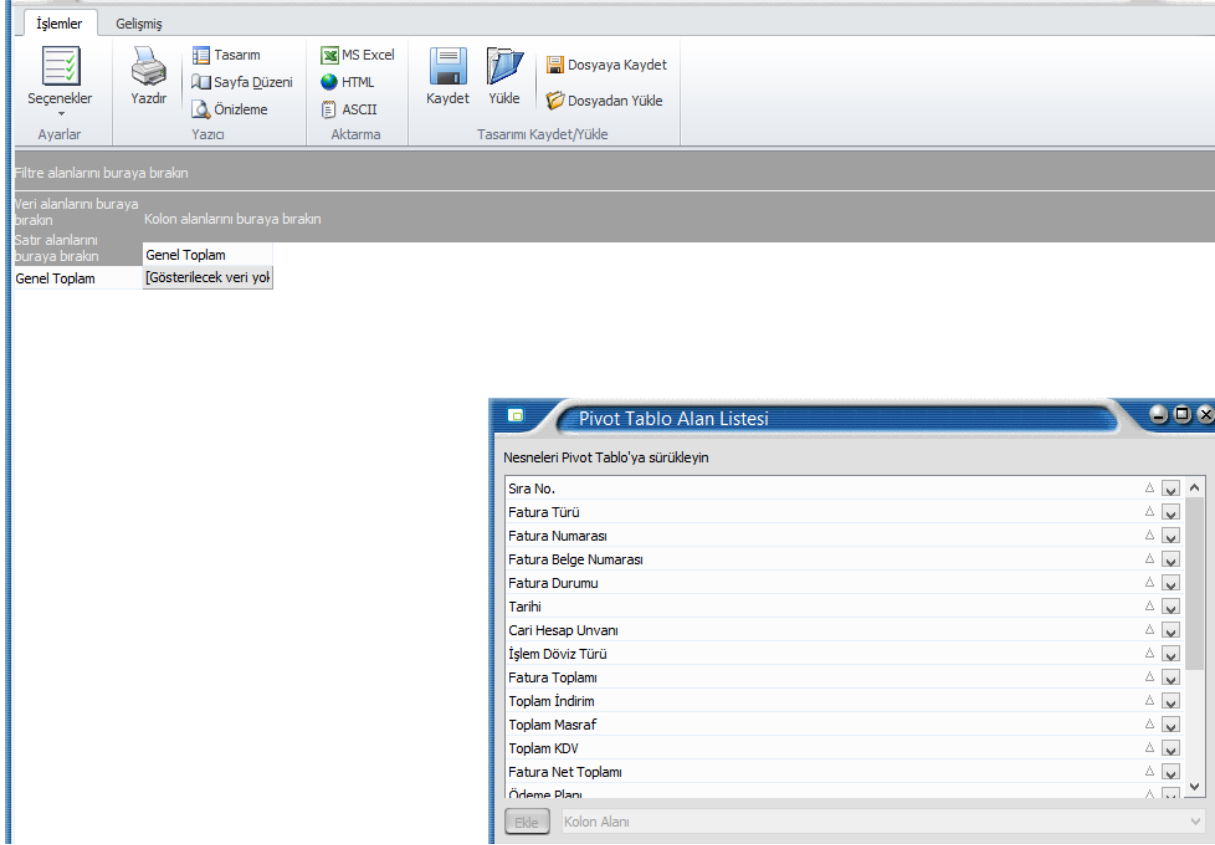 İşlemler Gelişmiş
Seçenekler
Ayarlar
Yazdır
Tasarım
Sayfa Düzeni
Önizleme
Yazıcı
MS Excel
HTML
ASCII
Aktarma
Kaydet
Yükle
Dosyaya Kaydet
Dosyadan Yükle
Tasarımı Kaydet/Yükle
Filtre alanlarını buraya bırakın
Veri alanlarını buraya
bırakın
Kolon alanlarını buraya bırakın
Satır alanlarını
buraya bırakın
Genel Toplam
Genel Toplam
[Gösterilecek veri yok
Pivot Tablo Alan Listesi
Nesneleri Pivot Tablo'ya sürükleyin
Sıra No.
Fatura Türü
Fatura Numarası
Fatura Belge Numarası
Fatura Durumu
Tarihi
Cari Hesap Unvanı
İşlem Döviz Türü
Fatura Toplamı
Toplam İndirim
Toplam Masraf
Toplam KDV
Fatura Net Toplamı
Ödeme Planı
Ekle
Kolon Alanı